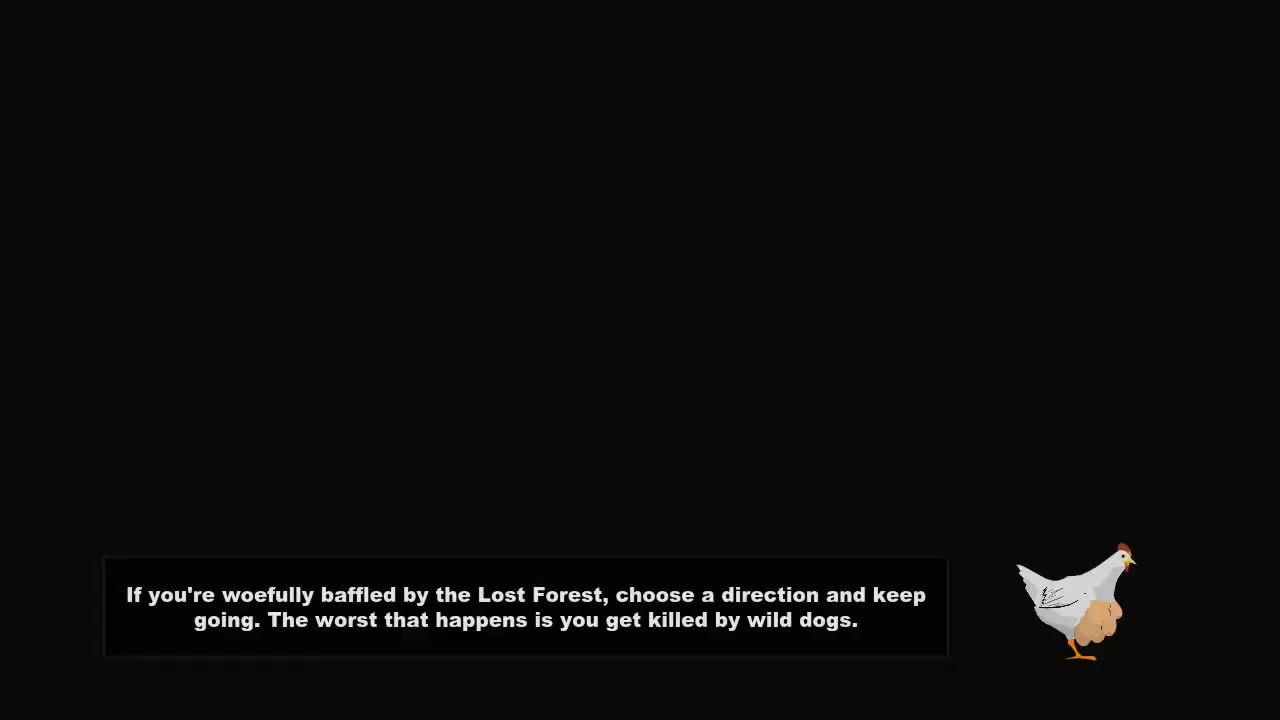 If you're woefully baffled by the Lost Forest, choose a direction and keep
going. The worst that happens is you get killed by wild dogs.